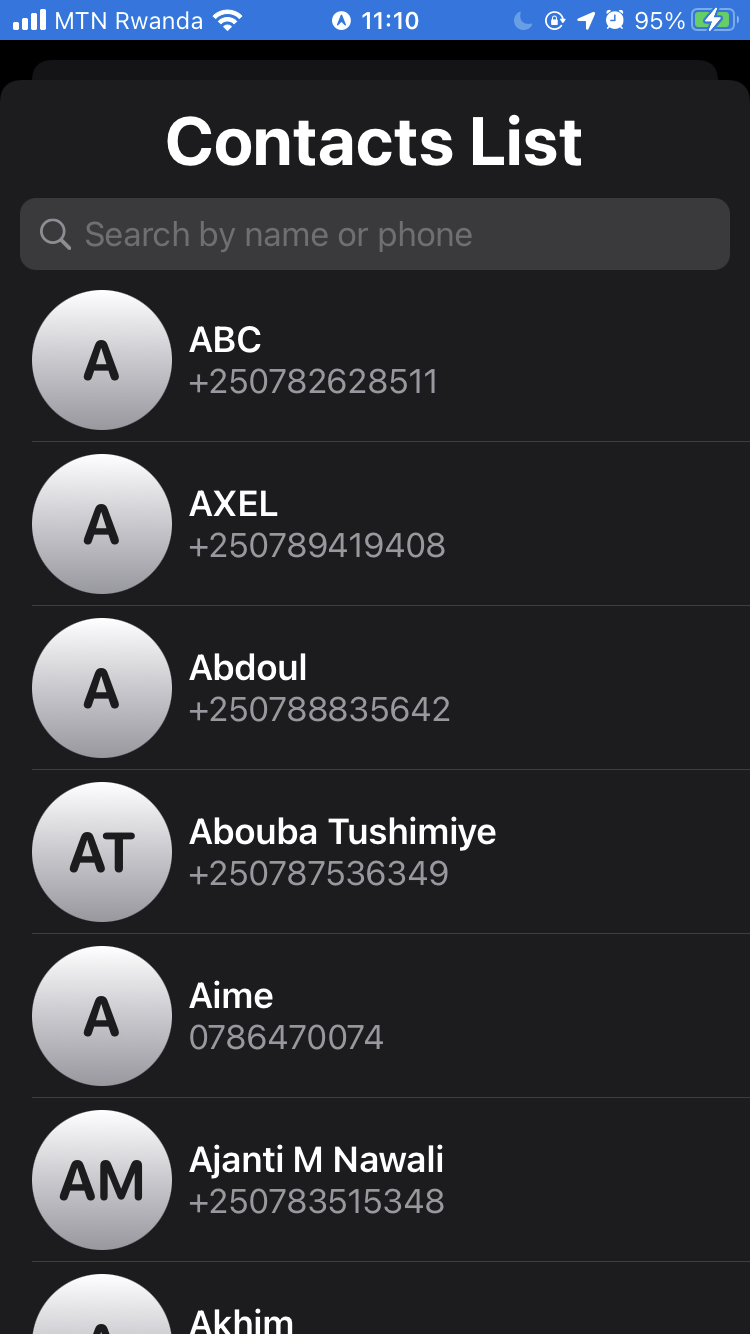 MTN Rwanda 11:10 95%
Contacts List
Search by name or phone
A
ABC
+250782628511
A
AXEL
+250789419408
A
Abdoul
+250788835642
AT
Abouba Tushimiye
+250787536349
A
Aime
0786470074
AM
Ajanti M Nawali
+250783515348
A
Akhim